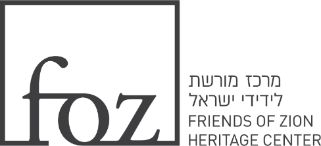 foz
מרכז מורשת
לידידי ישראל
FRIENDS OF ZION
HERITAGE CENTER